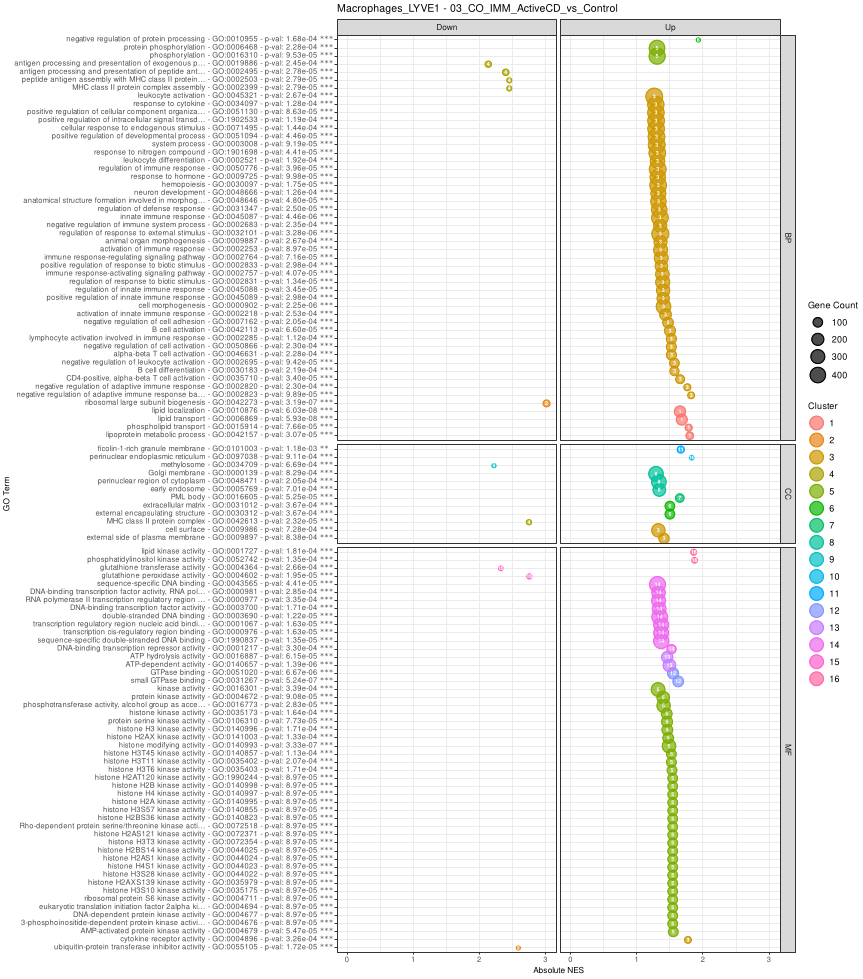 Macrophages_LYVE1 - 03_CO_IMM_ActiveCD_vs_Control
Down
Up
GO Term
negative regulation of protein processing - GO:0010955 - p-val: 1.68e-04 ***
protein phosphorylation - GO:0006468 - p-val: 2.28e-04 ***
phosphorylation - GO:0016310 - p-val: 9.53e-05 ***
antigen processing and presentation of exogenous p... - GO:0019886 - p-val: 2.45e-04 ***
antigen processing and presentation of peptide ant... - GO:0002495 - p-val: 2.78e-05 ***
peptide antigen assembly with MHC class II protein... - GO:0002503 - p-val: 2.79e-05 ***
MHC class II protein complex assembly - GO:0002399 - p-val: 2.79e-05 ***
leukocyte activation - GO:0045321 - p-val: 2.67e-04 ***
response to cytokine - GO:0034097 - p-val: 1.28e-04 ***
positive regulation of cellular component organiza... - GO:0051130 - p-val: 8.63e-05 ***
positive regulation of intracellular signal transd... - GO:1902533 - p-val: 1.19e-04 ***
cellular response to endogenous stimulus - GO:0071495 - p-val: 1.44e-04 ***
positive regulation of developmental process - GO:0051094 - p-val: 4.46e-05 ***
system process - GO:0003008 - p-val: 9.19e-05 ***
response to nitrogen compound - GO:1901698 - p-val: 4.41e-05 ***
leukocyte differentiation - GO:0002521 - p-val: 1.92e-04 ***
regulation of immune response - GO:0050776 - p-val: 3.96e-05 ***
response to hormone - GO:0009725 - p-val: 9.98e-05 ***
hemopoiesis - GO:0030097 - p-val: 1.75e-04 ***
neuron development - GO:0048666 - p-val: 1.26e-04 ***
anatomical structure formation involved in morphog... - GO:0048646 - p-val: 4.80e-05 ***
regulation of defense response - GO:0031347 - p-val: 2.50e-05 ***
innate immune response - GO:0045087 - p-val: 4.46e-06 ***
negative regulation of immune system process - GO:0002683 - p-val: 2.35e-04 ***
regulation of response to external stimulus - GO:0032101 - p-val: 3.28e-06 ***
animal organ morphogenesis - GO:0009887 - p-val: 2.67e-04 ***
activation of immune response - GO:0002253 - p-val: 8.97e-05 ***
immune response-regulating signaling pathway - GO:0002764 - p-val: 7.16e-05 ***
positive regulation of response to biotic stimulus - GO:0002833 - p-val: 2.98e-04 ***
immune response-activating signaling pathway - GO:0002757 - p-val: 4.07e-05 ***
regulation of response to biotic stimulus - GO:0002831 - p-val: 1.34e-05 ***
regulation of innate immune response - GO:0045088 - p-val: 3.45e-05 ***
positive regulation of innate immune response - GO:0045089 - p-val: 2.98e-04 ***
cell morphogenesis - GO:0000902 - p-val: 2.25e-06 ***
activation of innate immune response - GO:0002218 - p-val: 2.53e-04 ***
negative regulation of cell adhesion - GO:0007162 - p-val: 2.05e-04 ***
B cell activation - GO:0042113 - p-val: 6.60e-05 ***
lymphocyte activation involved in immune response - GO:0002285 - p-val: 1.12e-04 ***
negative regulation of cell activation - GO:0050866 - p-val: 2.30e-04 ***
alpha-beta T cell activation - GO:0046631 - p-val: 2.28e-04 ***
negative regulation of leukocyte activation - GO:0002695 - p-val: 9.42e-05 ***
B cell differentiation - GO:0030183 - p-val: 2.19e-04 ***
CD4-positive, alpha-beta T cell activation - GO:0035710 - p-val: 3.40e-05 ***
negative regulation of adaptive immune response - GO:0002820 - p-val: 2.30e-04 ***
negative regulation of adaptive immune response ba... - GO:0002823 - p-val: 9.89e-05 ***
ribosomal large subunit biogenesis - GO:0042273 - p-val: 3.19e-07 ***
lipid localization - GO:0010876 - p-val: 6.03e-08 ***
lipid transport - GO:0006869 - p-val: 5.93e-08 ***
phospholipid transport - GO:0015914 - p-val: 7.66e-05 ***
lipoprotein metabolic process - GO:0042157 - p-val: 3.07e-05 ***
BP
ficolin-1-rich granule membrane - GO:0101003 - p-val: 1.18e-03 **
perinuclear endoplasmic reticulum - GO:0097038 - p-val: 9.11e-04 ***
methylosome - GO:0034709 - p-val: 6.69e-04 ***
Golgi membrane - GO:0000139 - p-val: 8.29e-04 ***
perinuclear region of cytoplasm - GO:0048471 - p-val: 2.05e-04 ***
early endosome - GO:0005769 - p-val: 7.01e-04 ***
PML body - GO:0016605 - p-val: 5.25e-05 ***
extracellular matrix - GO:0031012 - p-val: 3.67e-04 ***
external encapsulating structure - GO:0030312 - p-val: 3.67e-04 ***
MHC class II protein complex - GO:0042613 - p-val: 2.32e-05 ***
cell surface - GO:0009986 - p-val: 7.28e-04 ***
external side of plasma membrane - GO:0009897 - p-val: 8.38e-04 ***
CC
lipid kinase activity - GO:0001727 - p-val: 1.81e-04 ***
phosphatidylinositol kinase activity - GO:0052742 - p-val: 1.35e-04 ***
glutathione transferase activity - GO:0004364 - p-val: 2.66e-04 ***
glutathione peroxidase activity - GO:0004602 - p-val: 1.95e-05 ***
sequence-specific DNA binding - GO:0043565 - p-val: 4.41e-05 ***
DNA-binding transcription factor activity, RNA pol... - GO:0000981 - p-val: 2.85e-04 ***
RNA polymerase II transcription regulatory region ... - GO:0000977 - p-val: 3.35e-04 ***
DNA-binding transcription factor activity - GO:0003700 - p-val: 1.71e-04 ***
double-stranded DNA binding - GO:0003690 - p-val: 1.22e-05 ***
transcription regulatory region nucleic acid bindi... - GO:0001067 - p-val: 1.63e-05 ***
transcription cis-regulatory region binding - GO:0000976 - p-val: 1.63e-05 ***
sequence-specific double-stranded DNA binding - GO:1990837 - p-val: 1.35e-05 ***
DNA-binding transcription repressor activity - GO:0001217 - p-val: 3.30e-04 ***
ATP hydrolysis activity - GO:0016887 - p-val: 6.15e-05 ***
ATP-dependent activity - GO:0140657 - p-val: 1.39e-06 ***
GTPase binding - GO:0051020 - p-val: 6.67e-06 ***
small GTPase binding - GO:0031267 - p-val: 5.24e-07 ***
kinase activity - GO:0016301 - p-val: 3.39e-04 ***
protein kinase activity - GO:0004672 - p-val: 9.08e-05 ***
phosphotransferase activity, alcohol group as acce... - GO:0016773 - p-val: 2.83e-05 ***
histone kinase activity - GO:0035173 - p-val: 1.64e-04 ***
protein serine kinase activity - GO:0106310 - p-val: 7.73e-05 ***
histone H3 kinase activity - GO:0140996 - p-val: 1.71e-04 ***
histone H2AX kinase activity - GO:0141003 - p-val: 1.33e-04 ***
histone modifying activity - GO:0140993 - p-val: 3.33e-07 ***
histone H3T45 kinase activity - GO:0140857 - p-val: 1.13e-04 ***
histone H3T11 kinase activity - GO:0035402 - p-val: 2.07e-04 ***
histone H3T6 kinase activity - GO:0035403 - p-val: 1.71e-04 ***
histone H2AT120 kinase activity - GO:1990244 - p-val: 8.97e-05 ***
histone H2B kinase activity - GO:0140998 - p-val: 8.97e-05 ***
histone H4 kinase activity - GO:0140997 - p-val: 8.97e-05 ***
histone H2A kinase activity - GO:0140995 - p-val: 8.97e-05 ***
histone H3S57 kinase activity - GO:0140855 - p-val: 8.97e-05 ***
histone H2BS36 kinase activity - GO:0140823 - p-val: 8.97e-05 ***
Rho-dependent protein serine/threonine kinase acti... - GO:0072518 - p-val: 8.97e-05 ***
histone H2AS121 kinase activity - GO:0072371 - p-val: 8.97e-05 ***
histone H3T3 kinase activity - GO:0072354 - p-val: 8.97e-05 ***
histone H2BS14 kinase activity - GO:0044025 - p-val: 8.97e-05 ***
histone H2AS1 kinase activity - GO:0044024 - p-val: 8.97e-05 ***
histone H4S1 kinase activity - GO:0044023 - p-val: 8.97e-05 ***
histone H3S28 kinase activity - GO:0044022 - p-val: 8.97e-05 ***
histone H2AXS139 kinase activity - GO:0035979 - p-val: 8.97e-05 ***
histone H3S10 kinase activity - GO:0035175 - p-val: 8.97e-05 ***
ribosomal protein S6 kinase activity - GO:0004711 - p-val: 8.97e-05 ***
eukaryotic translation initiation factor 2alpha ki... - GO:0004694 - p-val: 8.97e-05 ***
DNA-dependent protein kinase activity - GO:0004677 - p-val: 8.97e-05 ***
3-phosphoinositide-dependent protein kinase activi... - GO:0004676 - p-val: 8.97e-05 ***
AMP-activated protein kinase activity - GO:0004679 - p-val: 5.47e-05 ***
cytokine receptor activity - GO:0004896 - p-val: 3.26e-04 ***
ubiquitin-protein transferase inhibitor activity - GO:0055105 - p-val: 1.72e-05 ***
MF
0 1 2 3
0 1 2 3
Absolute NES
Gene Count
100
200
300
400
Cluster
1
2
3
4
5
6
7
8
9
10
11
12
13
14
15
16